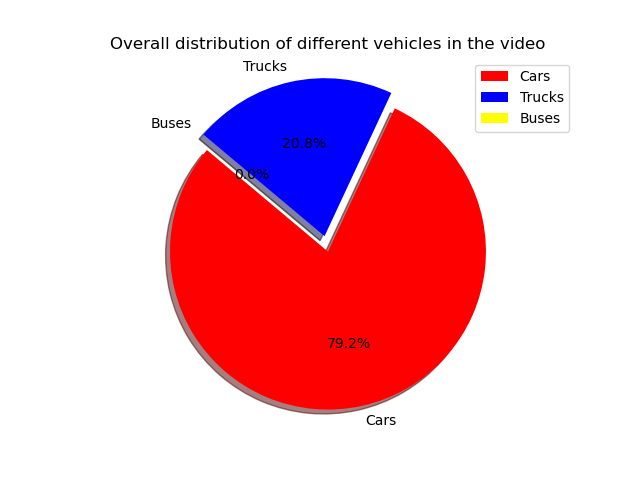 Overall distribution of different vehicles in the video
Trucks
Cars
Trucks
Buses
Buses
20.8%
0.0%
79.2%
Cars